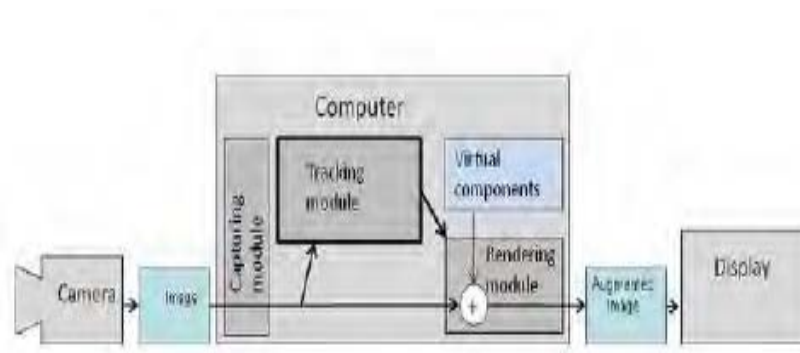 Computer
Capturing
module
Tracking
module
Virtual
components
Rendering
module
+
Camera
Image
Augmented
Image
Display